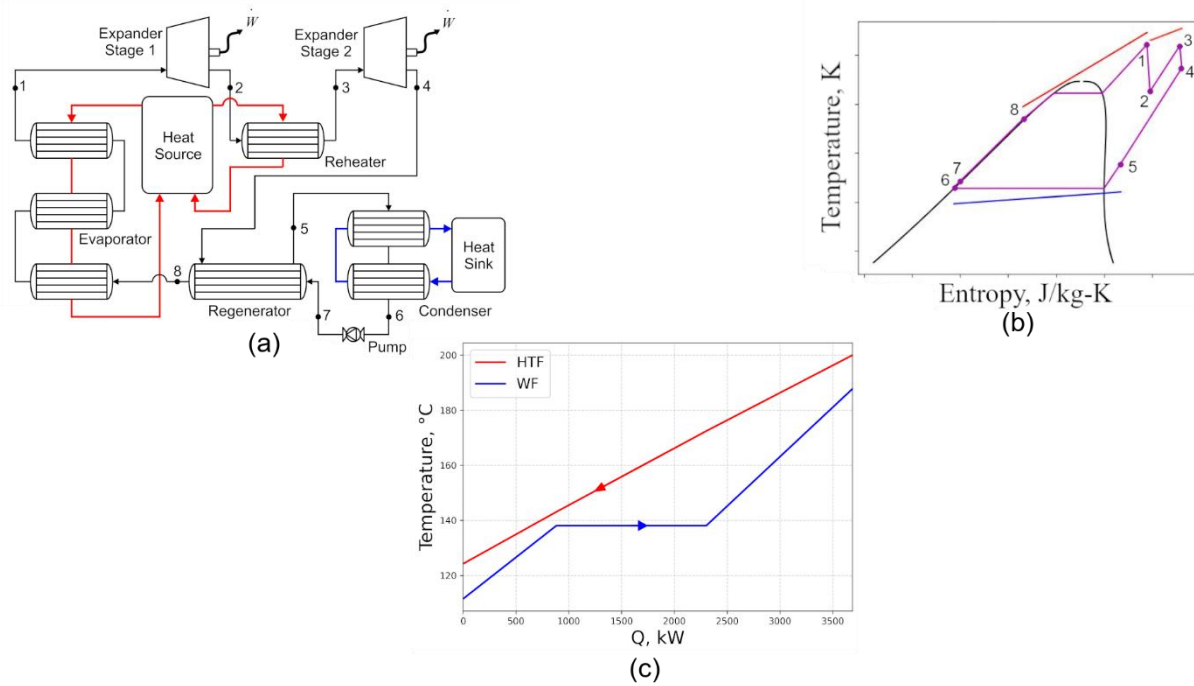 Expander
Stage 1
Ẇ
Expander
Stage 2
Ẇ
1
2
3
4
Heat
Source
Reheater
Evaporator
5
Heat
Sink
8
Regenerator
7
6
Condenser
Pump
(a)
Temperature, K
1
3
4
2
8
5
7
6
Entropy, J/kg-K
(b)
HTF
WF
Temperature, °C
200
180
160
140
120
0
500
1000
1500
2000
2500
3000
3500
Q, kW
(c)